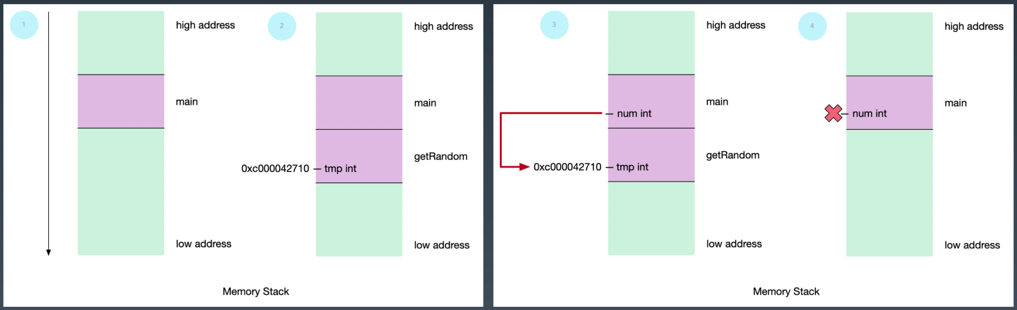 1
high address
main
low address
2
high address
main
getRandom
0xc000042710
tmp int
low address
Memory Stack
3
high address
main
num int
getRandom
0xc000042710
tmp int
low address
4
high address
main
num int
low address
Memory Stack